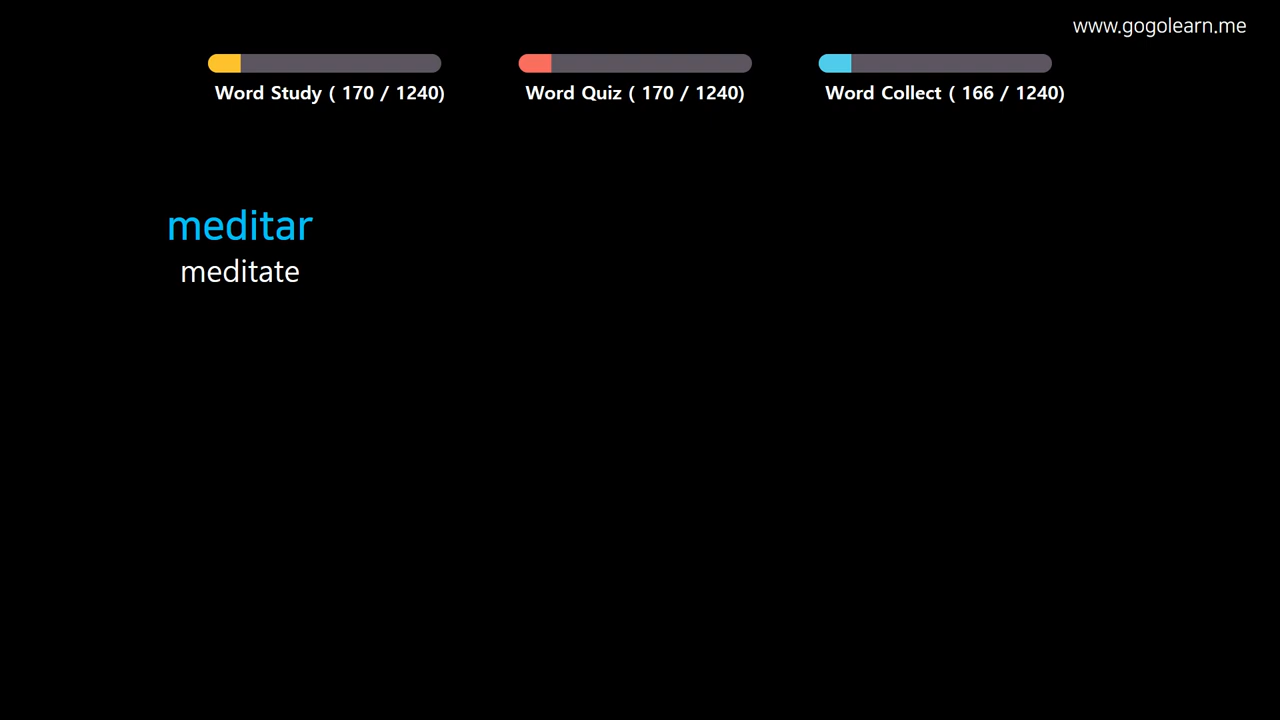 www.gogolearn.me
Word Study ( 170 / 1240)
Word Quiz ( 170 / 1240)
Word Collect ( 166 / 1240)
meditar
meditate